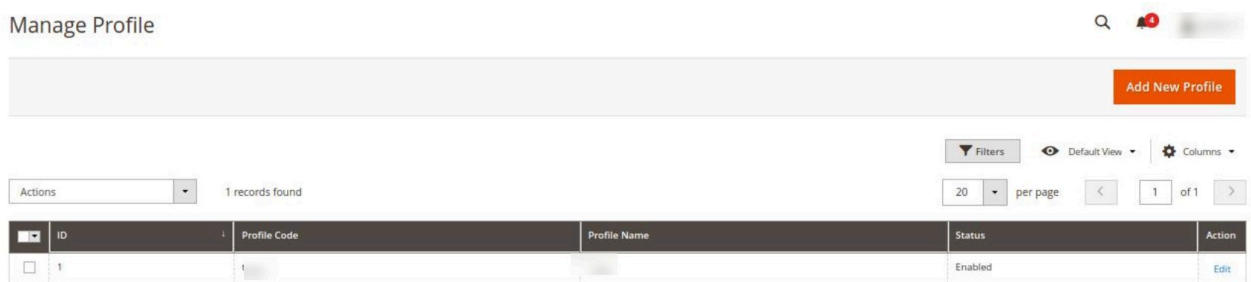 Manage Profile
4
Add New Profile
Filters
Default View
Columns
Actions
1 records found
20
per page
1
of 1
ID
Profile Code
Profile Name
Status
Action
1
Enabled
Edit